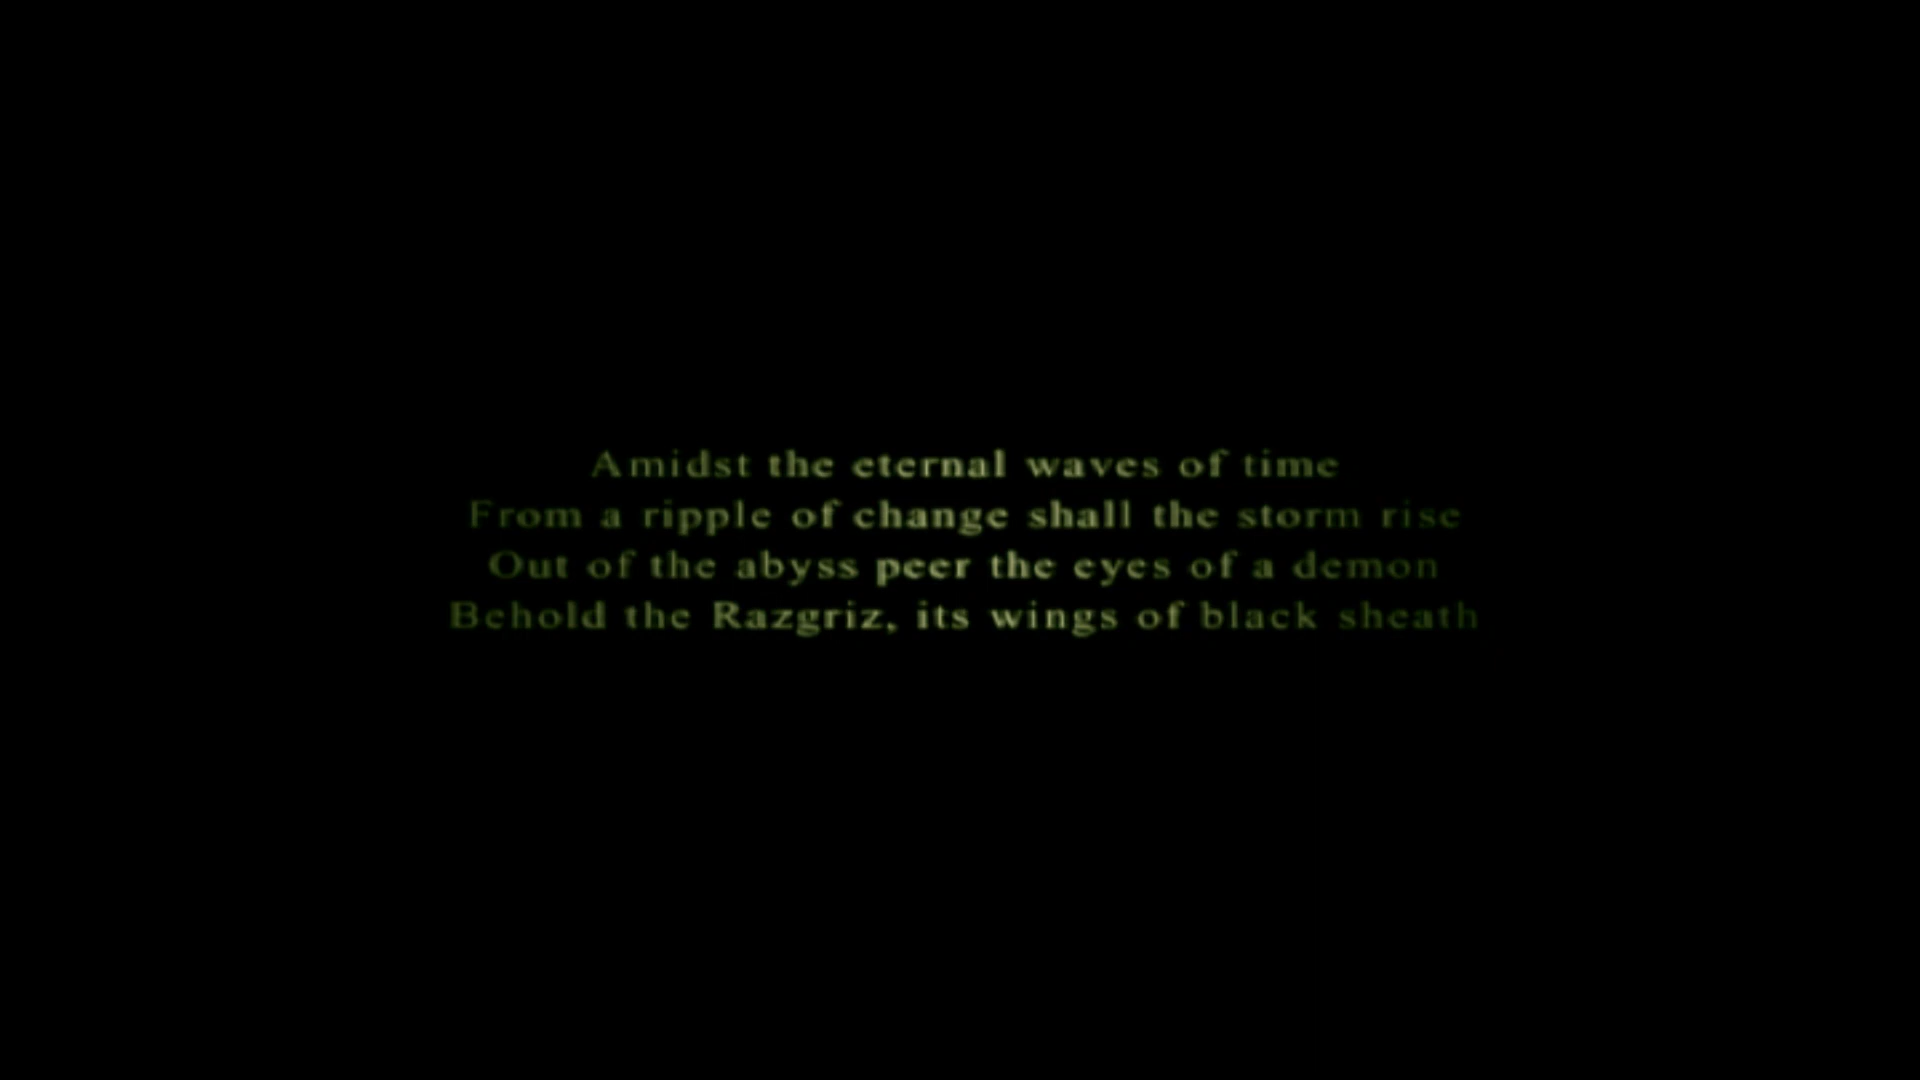 Amidst the eternal waves of time
From a ripple of change shall the storm rise
Out of the abyss peer the eyes of a demon
Behold the Razgriz, its wings of black sheath